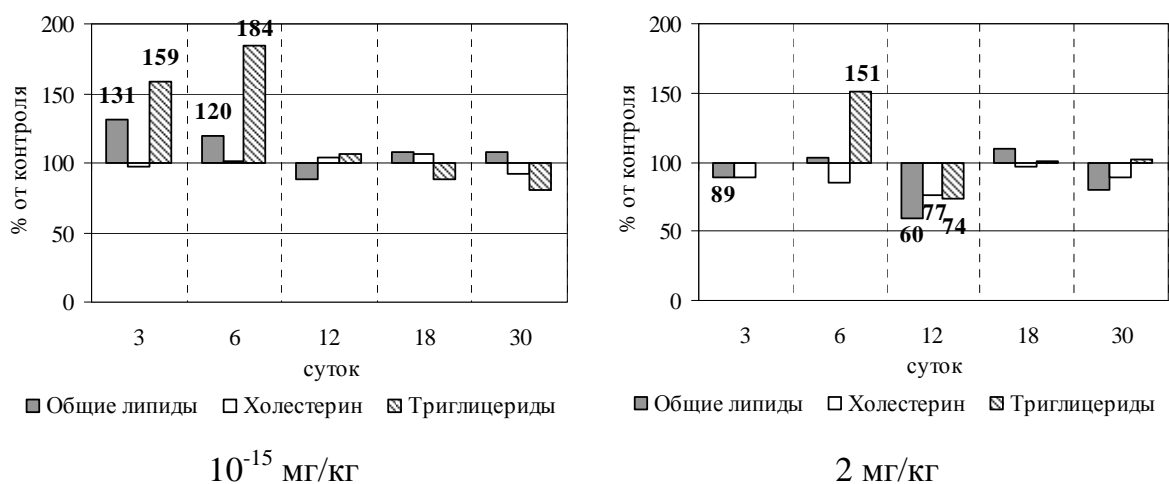 200
184
159
150
131
120
100
50
0
% от контроля
3 6 12 18 30
суток
Общие липиды Холестерин Триглицериды
10⁻¹⁵ мг/кг
200
151
150
100
89
77
60 74
50
0
% от контроля
3 6 12 18 30
суток
Общие липиды Холестерин Триглицериды
2 мг/кг